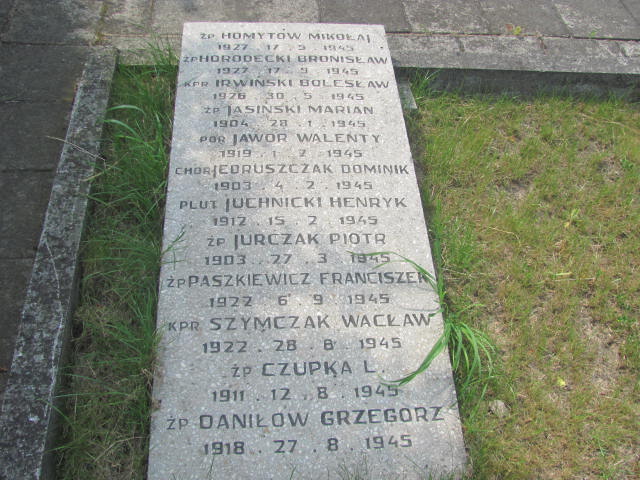 ŻP HOMYTÓW MIKOŁAJ
1927 . 17 . 9 . 1945
ŻP HORODECKI BRONISŁAW
1927 . 17 . 9 . 1945
KPR IRWIŃSKI BOLESŁAW
1926 . 30 . 5 . 1945
ŻP JASIŃSKI MARIAN
1904 . 28 . 1 . 1945
POR JAWOR WALENTY
1919 . 1 . 2 . 1945
CHOR JEDRUSZCZAK DOMINIK
1903 . 4 . 2 . 1945
PLUT JUCHNICKI HENRYK
1912 . 15 . 2 . 1945
ŻP JURCZAK PIOTR
1903 . 27 . 3 . 1945
ŻP PASZKIEWICZ FRANCISZEK
1922 . 6 . 9 . 1945
KPR SZYMCZAK WACŁAW
1922 . 28 . 8 . 1945
ŻP CZUPKA L.
1911 . 12 . 8 . 1945
ŻP DANIŁÓW GRZEGORZ
1918 . 27 . 8 . 1945